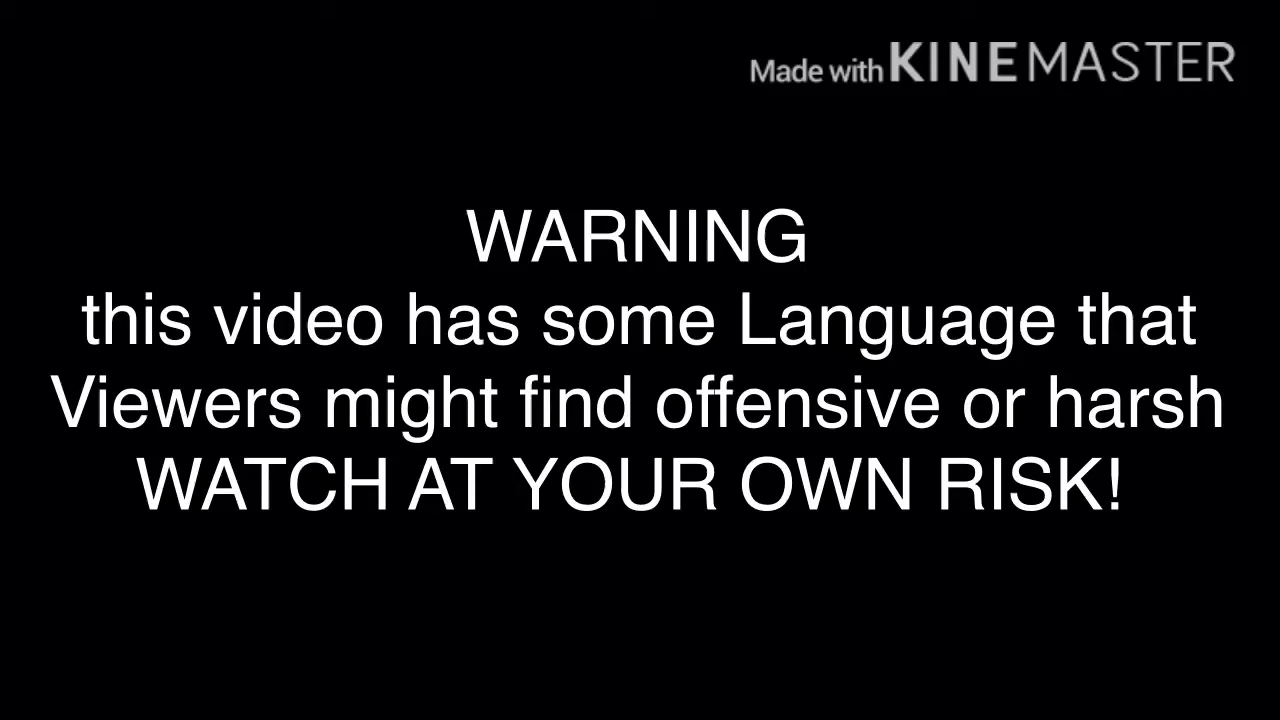 Made with KINEMASTER
WARNING
this video has some Language that
Viewers might find offensive or harsh
WATCH AT YOUR OWN RISK!